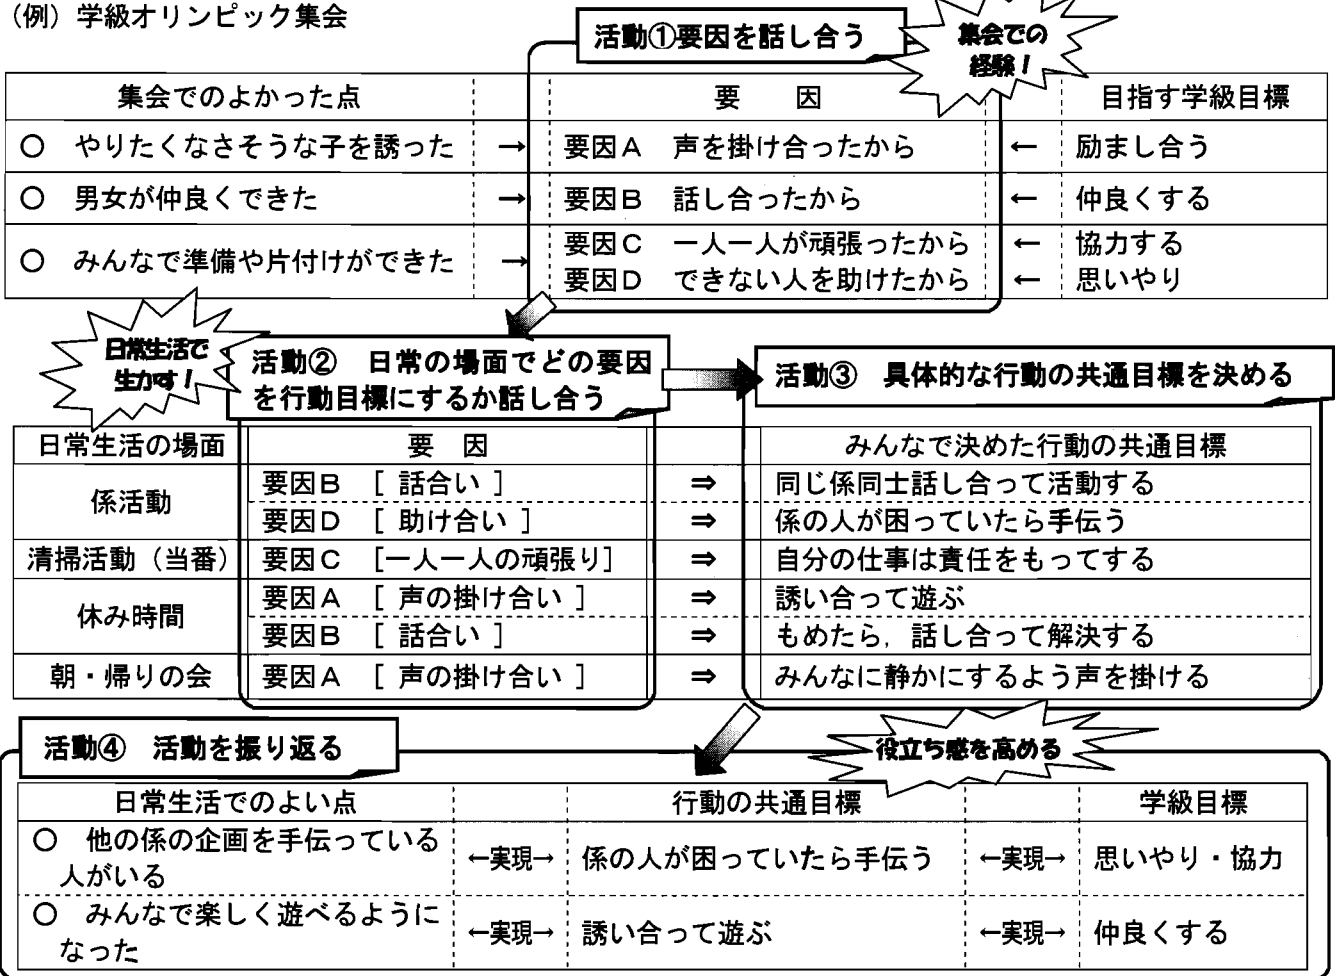 （例）学級オリンピック集会
活動①要因を話し合う
集会での
経験！
集会でのよかった点 要　因 目指す学級目標
○　やりたくなさそうな子を誘った → 要因A　声を掛け合ったから ← 励まし合う
○　男女が仲良くできた → 要因B　話し合ったから ← 仲良くする
○　みんなで準備や片付けができた → 要因C　一人一人が頑張ったから ← 協力する
要因D　できない人を助けたから ← 思いやり
日常生活で
生かす！
活動②　日常の場面でどの要因
を行動目標にするか話し合う
活動③　具体的な行動の共通目標を決める
日常生活の場面 要　因 みんなで決めた行動の共通目標
係活動 要因B　[ 話合い ] ⇒ 同じ係同士話し合って活動する
要因D　[ 助け合い ] ⇒ 係の人が困っていたら手伝う
清掃活動（当番） 要因C　[一人一人の頑張り] ⇒ 自分の仕事は責任をもってする
休み時間 要因A　[ 声の掛け合い ] ⇒ 誘い合って遊ぶ
要因B　[ 話合い ] ⇒ もめたら，話し合って解決する
朝・帰りの会 要因A　[ 声の掛け合い ] ⇒ みんなに静かにするよう声を掛ける
活動④　活動を振り返る
役立ち感を高める
日常生活でのよい点 行動の共通目標 学級目標
○　他の係の企画を手伝っている
人がいる ←実現→ 係の人が困っていたら手伝う ←実現→ 思いやり・協力
○　みんなで楽しく遊べるように
なった ←実現→ 誘い合って遊ぶ ←実現→ 仲良くする